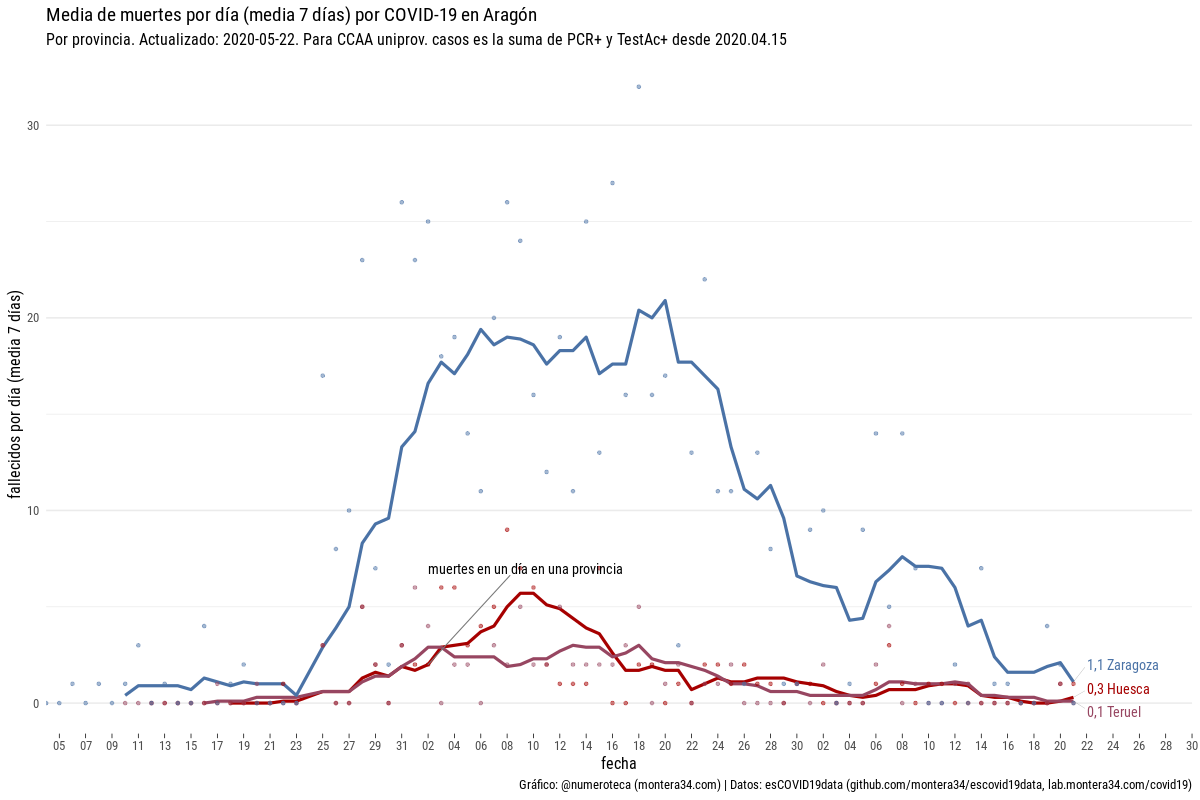 Media de muertes por día (media 7 días) por COVID-19 en Aragón
Por provincia. Actualizado: 2020-05-22. Para CCAA uniprov. casos es la suma de PCR+ y TestAc+ desde 2020.04.15
fallecidos por día (media 7 días)
30
20
10
0
muertes en un día en una provincia
1,1 Zaragoza
0,3 Huesca
0,1 Teruel
05 07 09 11 13 15 17 19 21 23 25 27 29 31 02 04 06 08 10 12 14 16 18 20 22 24 26 28 30 02 04 06 08 10 12 14 16 18 20 22 24 26 28 30
fecha
Gráfico: @numeroteca (montera34.com) | Datos: esCOVID19data (github.com/montera34/escovid19data, lab.montera34.com/covid19)